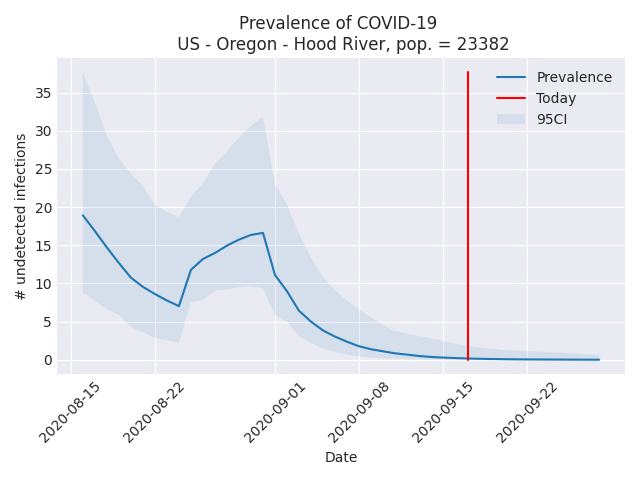 Prevalence of COVID-19
US - Oregon - Hood River, pop. = 23382
Prevalence
Today
95CI
# undetected infections
35
30
25
20
15
10
5
0
2020-08-15
2020-08-22
2020-09-01
2020-09-08
2020-09-15
2020-09-22
Date